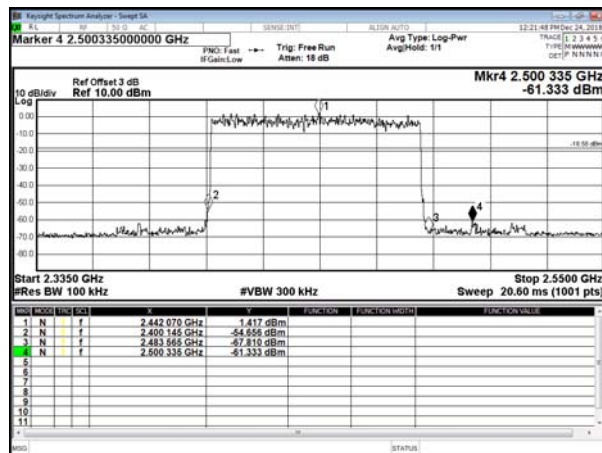 Keysight Spectrum Analyzer - Swept SA
RL RF 50 Ω AC SENSE:INT ALIGN AUTO 12:21:48 PM Dec 24, 2018
Marker 4 2.500335000000 GHz
PNO: Fast
IFGain:Low
Trig: Free Run
Atten: 18 dB
Avg Type: Log-Pwr
Avg|Hold: 1/1
TRACE 1 2 3 4 5
TYPE M
DET P N N N N
Ref Offset 3 dB
Ref 10.00 dBm
Mkr4 2.500 335 GHz
-61.333 dBm
10 dB/div
Log
0.00
-10.0
-20.0
-30.0
-40.0
-50.0
-60.0
-70.0
-80.0
1
2
3
4
Start 2.3350 GHz
Stop 2.5500 GHz
#Res BW 100 kHz
#VBW 300 kHz
Sweep 20.60 ms (1001 pts)
MKR MODE TRC SCL X Y FUNCTION FUNCTION WIDTH FUNCTION VALUE
1 N f 2.442 070 GHz 1.417 dBm
2 N f 2.400 145 GHz -54.656 dBm
3 N f 2.483 565 GHz -67.810 dBm
4 N f 2.500 335 GHz -61.333 dBm
5
6
7
8
9
10
11
MSG STATUS